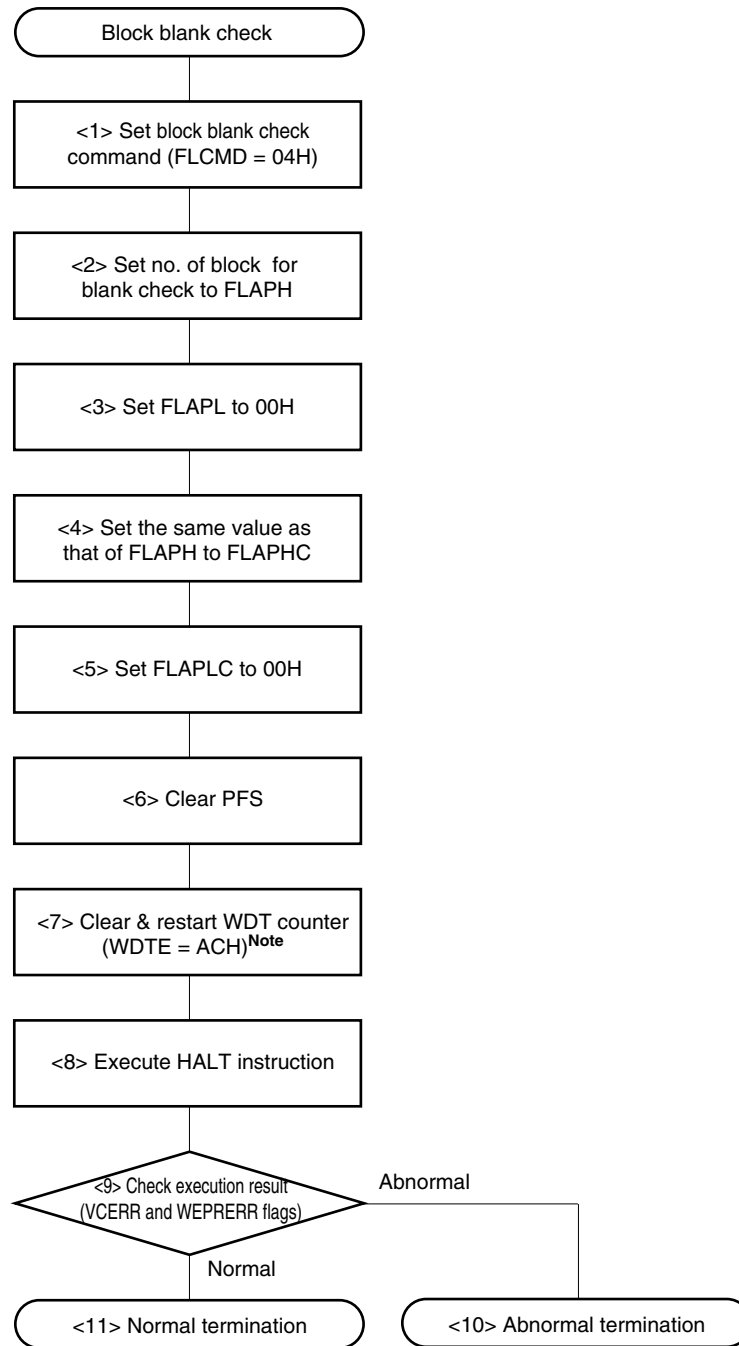 Block blank check
<1> Set block blank check
command (FLCMD = 04H)
<2> Set no. of block for
blank check to FLAPH
<3> Set FLAPL to 00H
<4> Set the same value as
that of FLAPH to FLAPHC
<5> Set FLAPLC to 00H
<6> Clear PFS
<7> Clear & restart WDT counter
(WDTE = ACH)Note
<8> Execute HALT instruction
<9> Check execution result
(VCERR and WEPRERR flags)
Abnormal
Normal
<11> Normal termination
<10> Abnormal termination